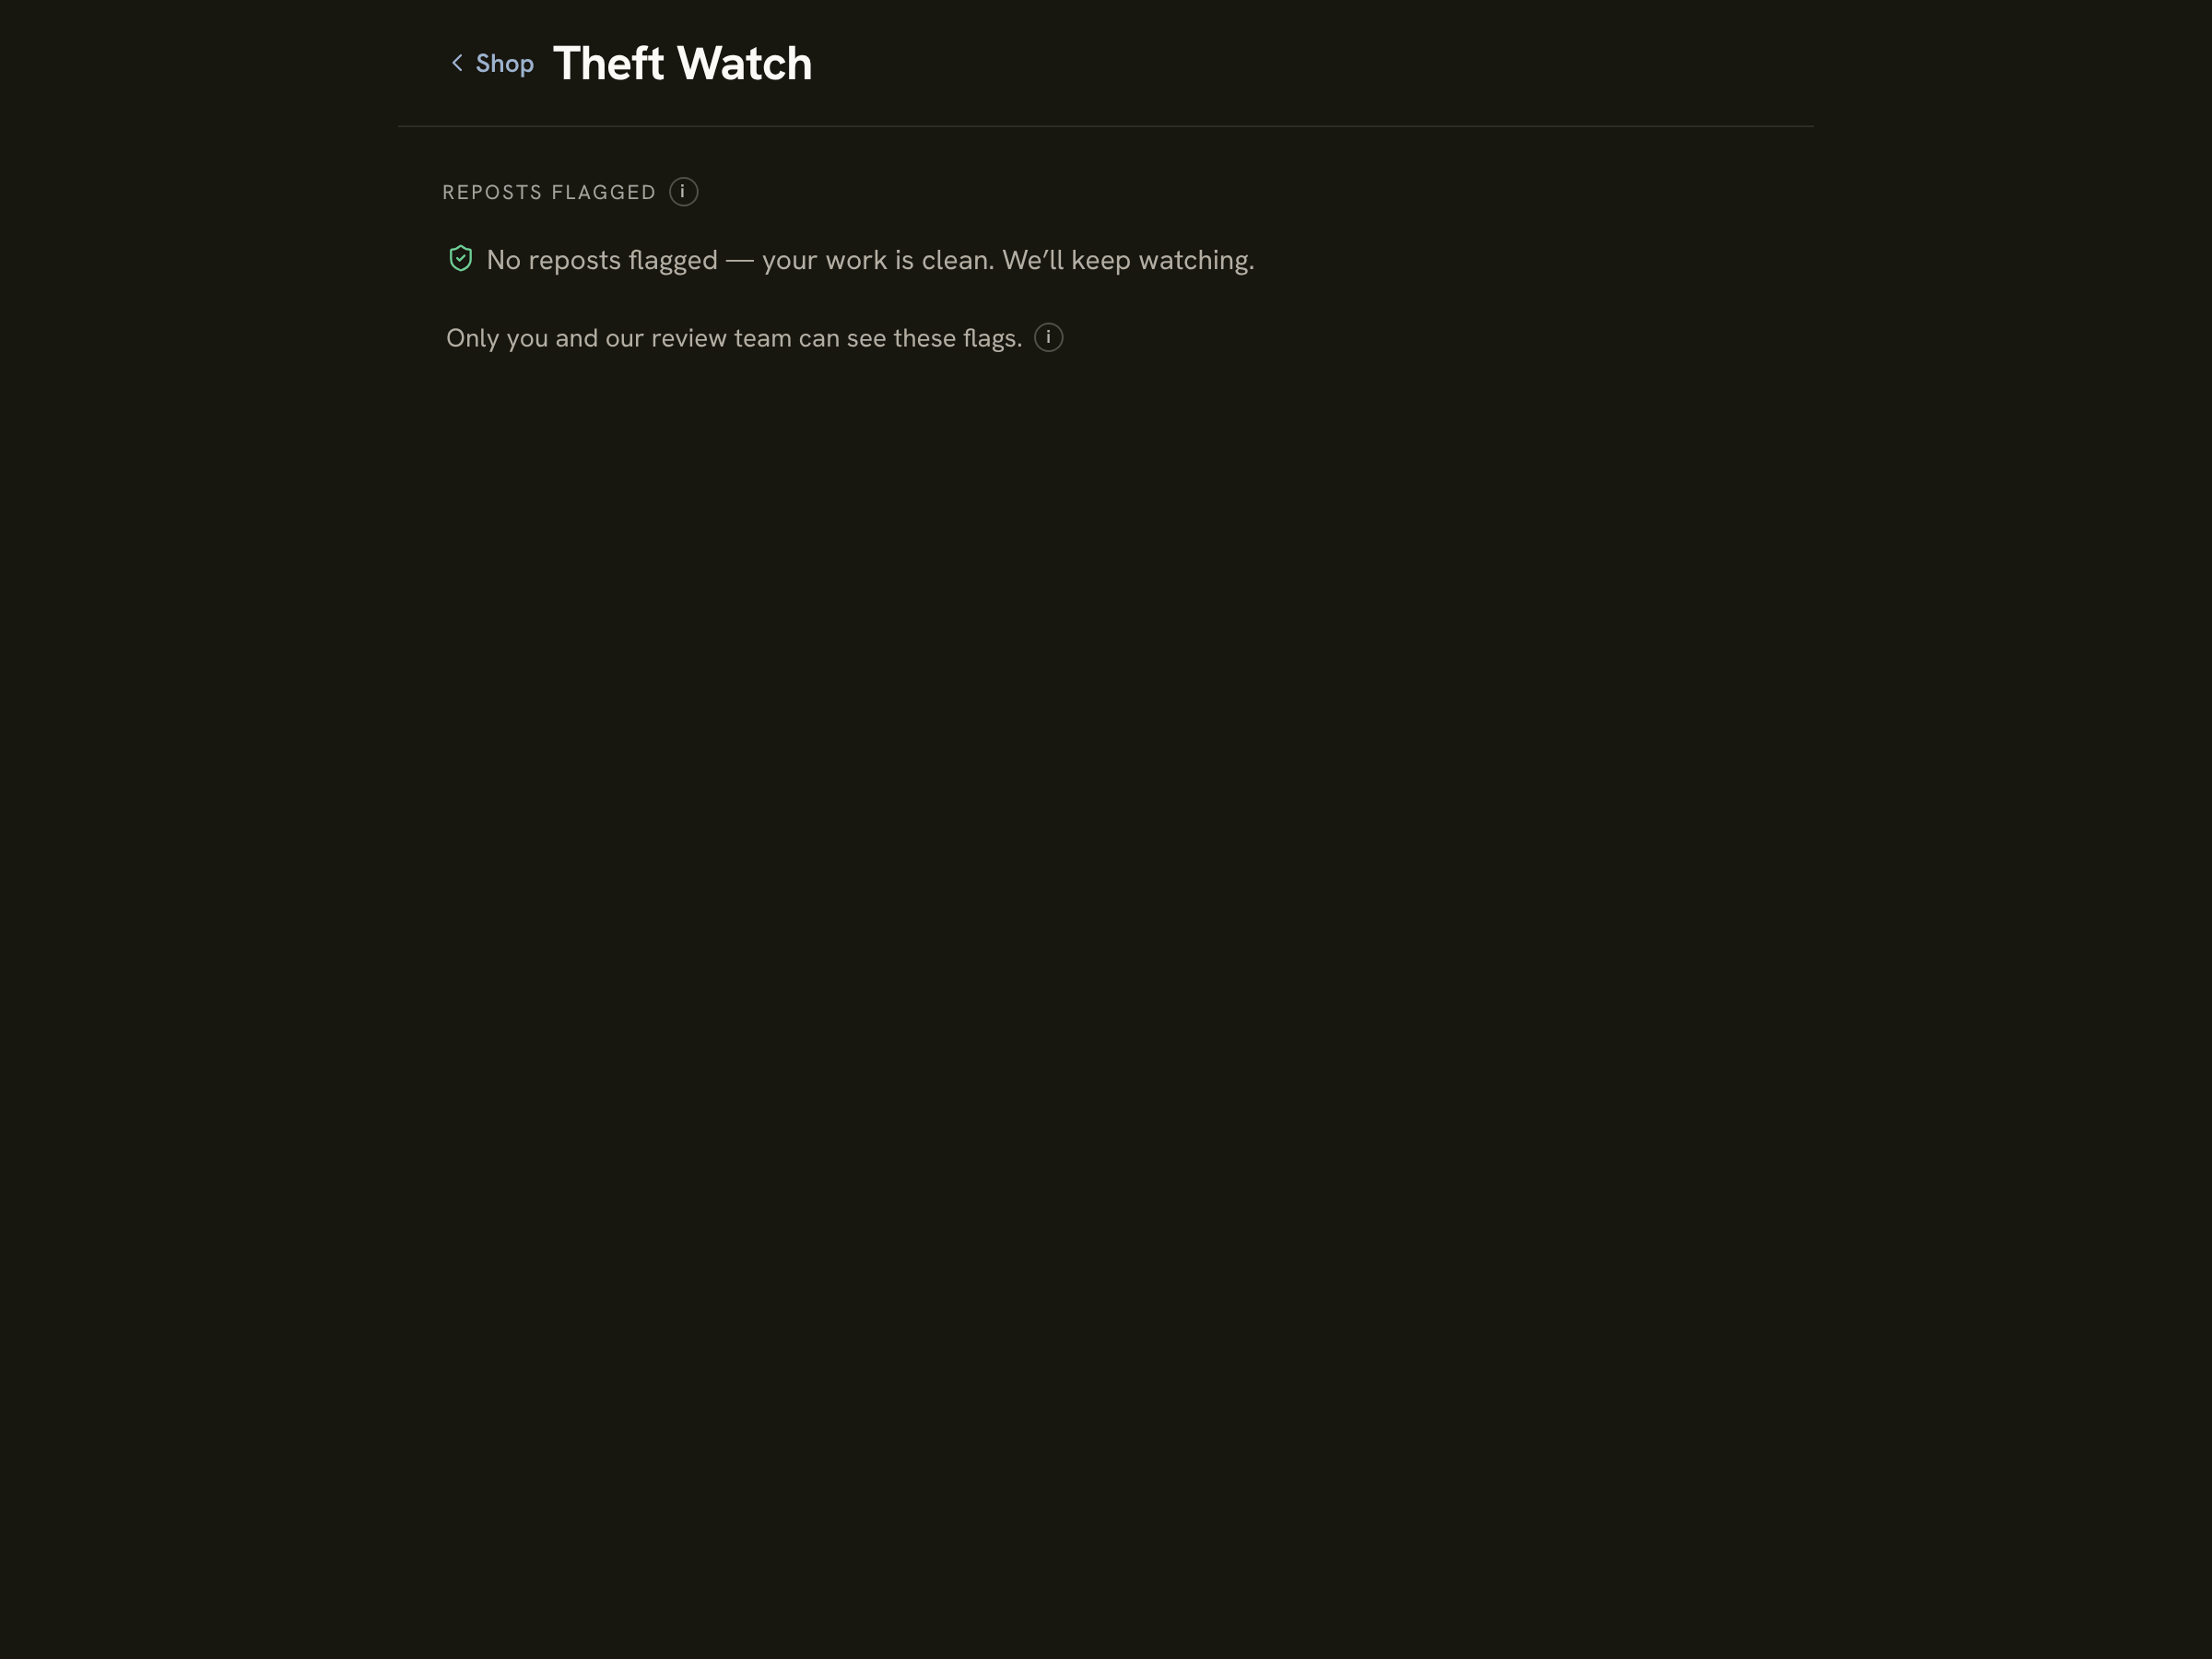 Shop Theft Watch
REPOSTS FLAGGED i
No reposts flagged — your work is clean. We’ll keep watching.
Only you and our review team can see these flags. i